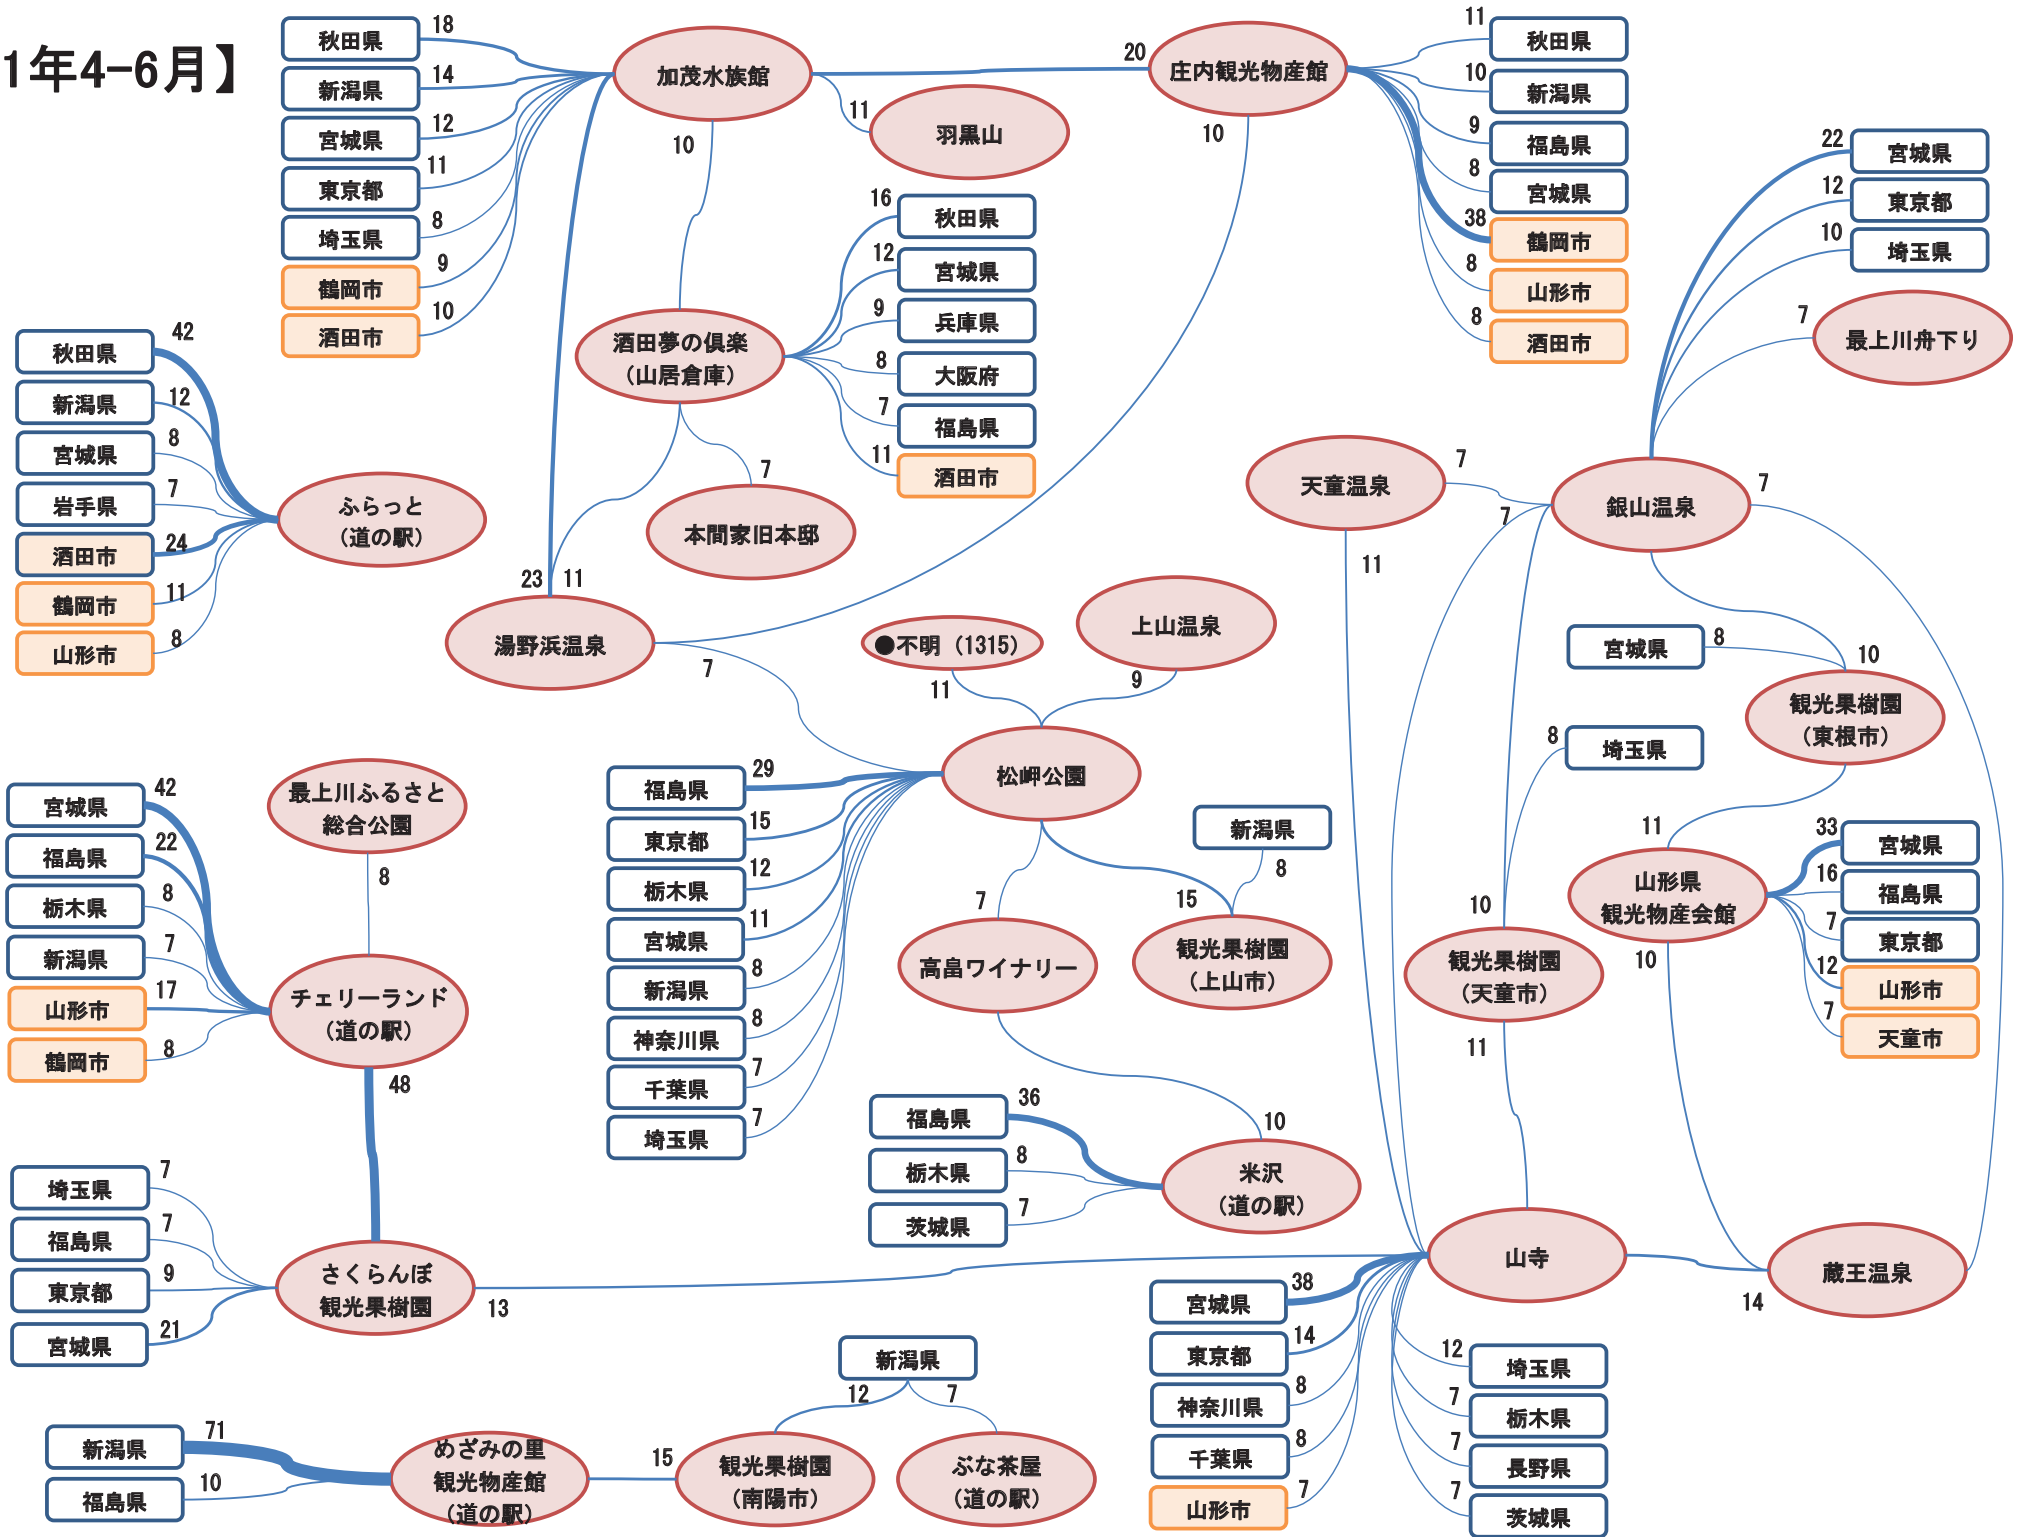 1年4-6月】
秋田県
18
新潟県
14
宮城県
12
東京都
11
埼玉県
8
鶴岡市
9
酒田市
10
加茂水族館
11
羽黒山
10
20
庄内観光物産館
10
11
秋田県
10
新潟県
9
福島県
8
宮城県
38
鶴岡市
8
山形市
8
酒田市
22
宮城県
12
東京都
10
埼玉県
7
最上川舟下り
酒田夢の倶楽
(山居倉庫)
16
秋田県
12
宮城県
9
兵庫県
8
大阪府
7
福島県
11
酒田市
7
本間家旧本邸
秋田県
42
新潟県
12
宮城県
8
岩手県
7
酒田市
24
鶴岡市
11
山形市
8
ふらっと
(道の駅)
23
11
湯野浜温泉
7
●不明 (1315)
11
上山温泉
9
天童温泉
7
11
7
銀山温泉
7
宮城県
8
10
観光果樹園
(東根市)
8
埼玉県
11
山形県
観光物産会館
10
33
宮城県
16
福島県
7
東京都
12
山形市
7
天童市
松岬公園
福島県
29
東京都
15
栃木県
12
宮城県
11
新潟県
8
神奈川県
8
千葉県
7
埼玉県
7
7
高畠ワイナリー
新潟県
8
15
観光果樹園
(上山市)
10
観光果樹園
(天童市)
11
宮城県
42
福島県
22
栃木県
8
新潟県
7
山形市
17
鶴岡市
8
最上川ふるさと
総合公園
8
チェリーランド
(道の駅)
48
福島県
36
栃木県
8
茨城県
7
10
米沢
(道の駅)
埼玉県
7
福島県
7
東京都
9
宮城県
21
さくらんぼ
観光果樹園
13
山寺
14
蔵王温泉
宮城県
38
東京都
14
神奈川県
8
千葉県
8
山形市
7
12
埼玉県
7
栃木県
7
長野県
7
茨城県
新潟県
12
7
新潟県
71
福島県
10
めざみの里
観光物産館
(道の駅)
15
観光果樹園
(南陽市)
ぶな茶屋
(道の駅)